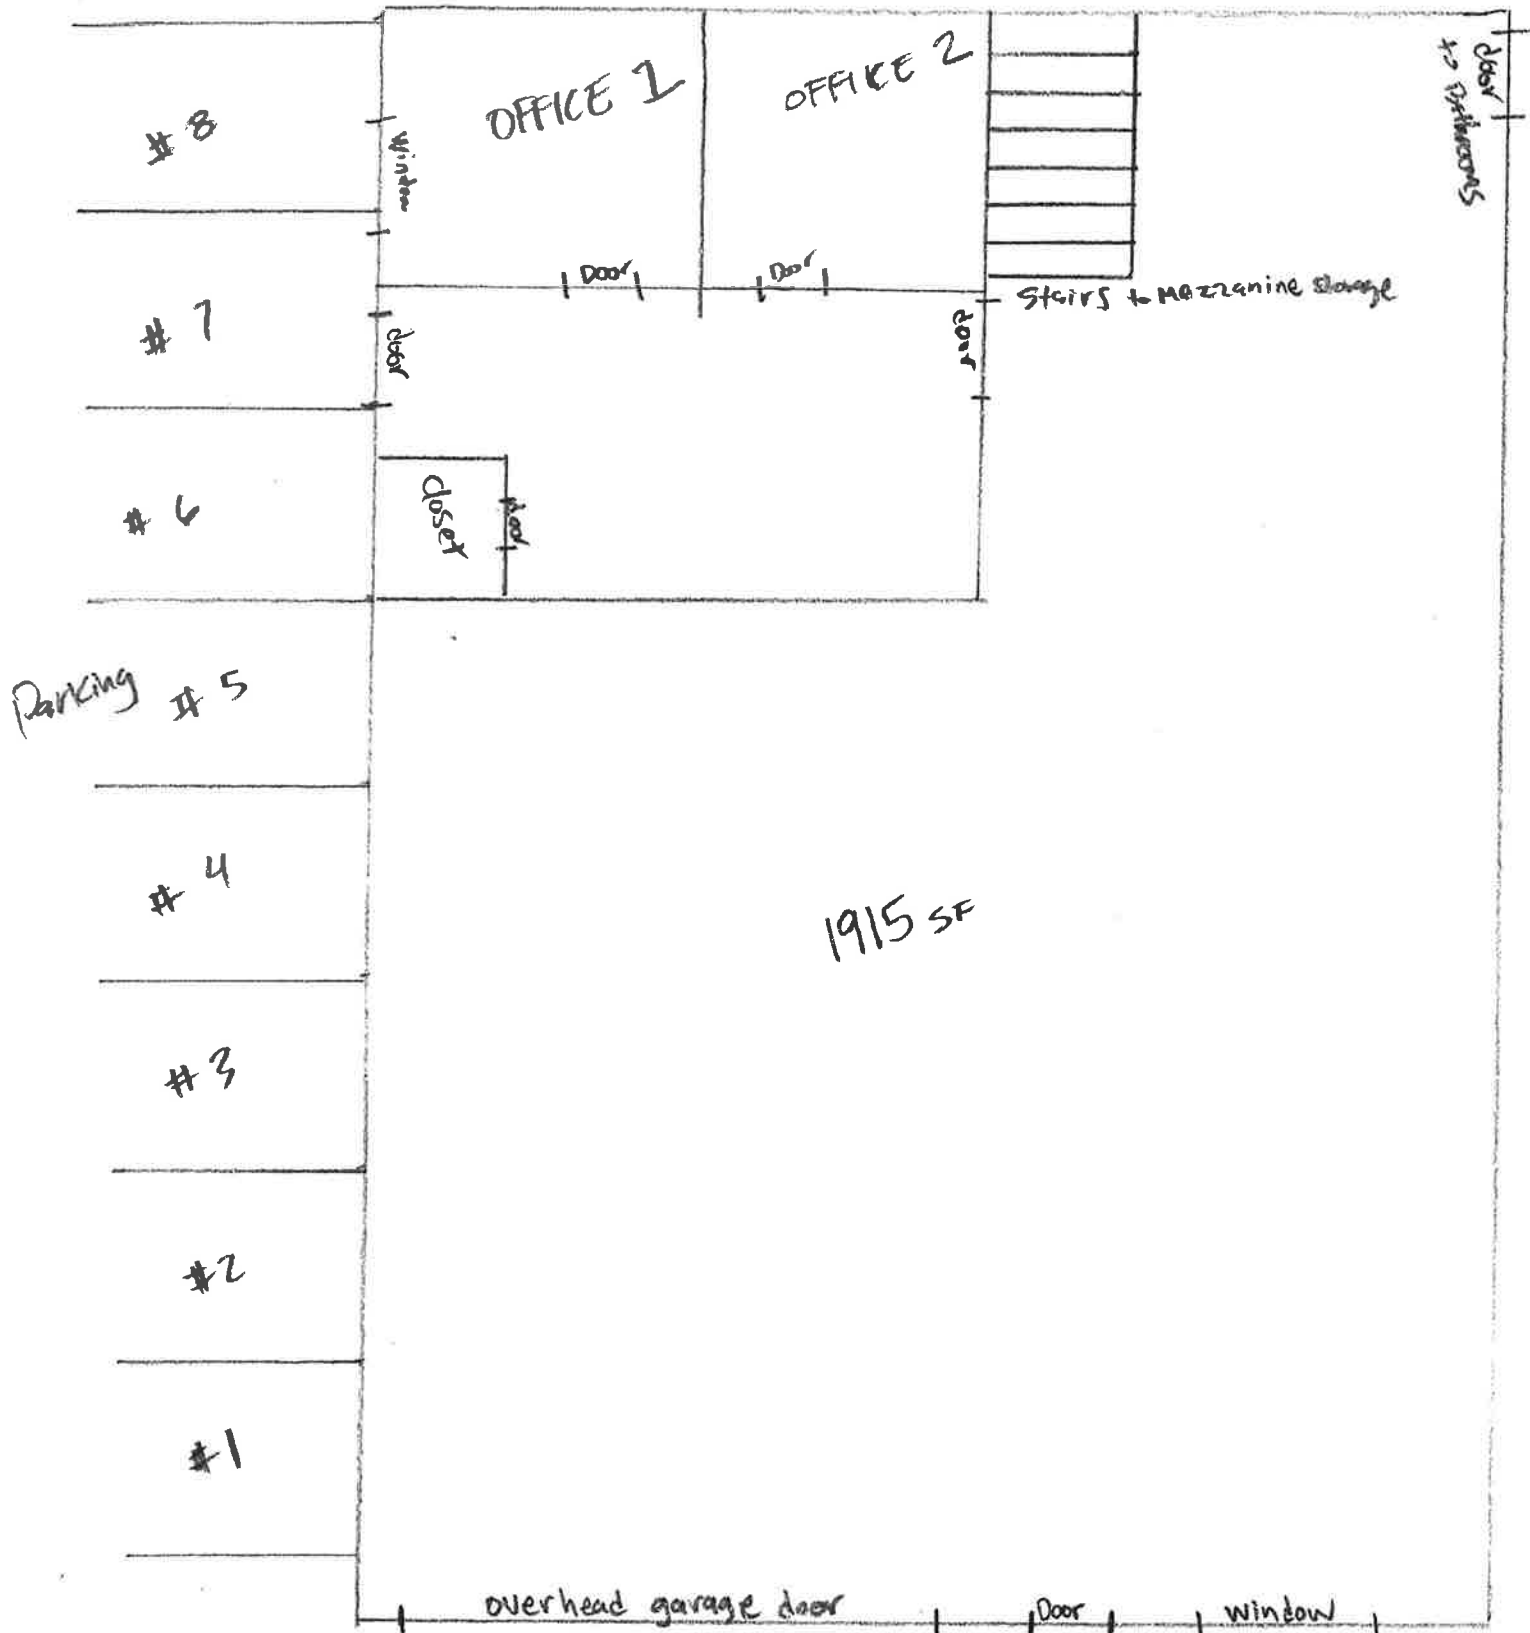 OFFICE 1
OFFICE 2
door
to Bathrooms
# 8
Window
Door
Door
Stairs to Mezzanine Storage
# 7
door
door
# 6
Closet
door
Parking
# 5
# 4
1915 SF
# 3
#2
#1
overhead garage door
Door
window